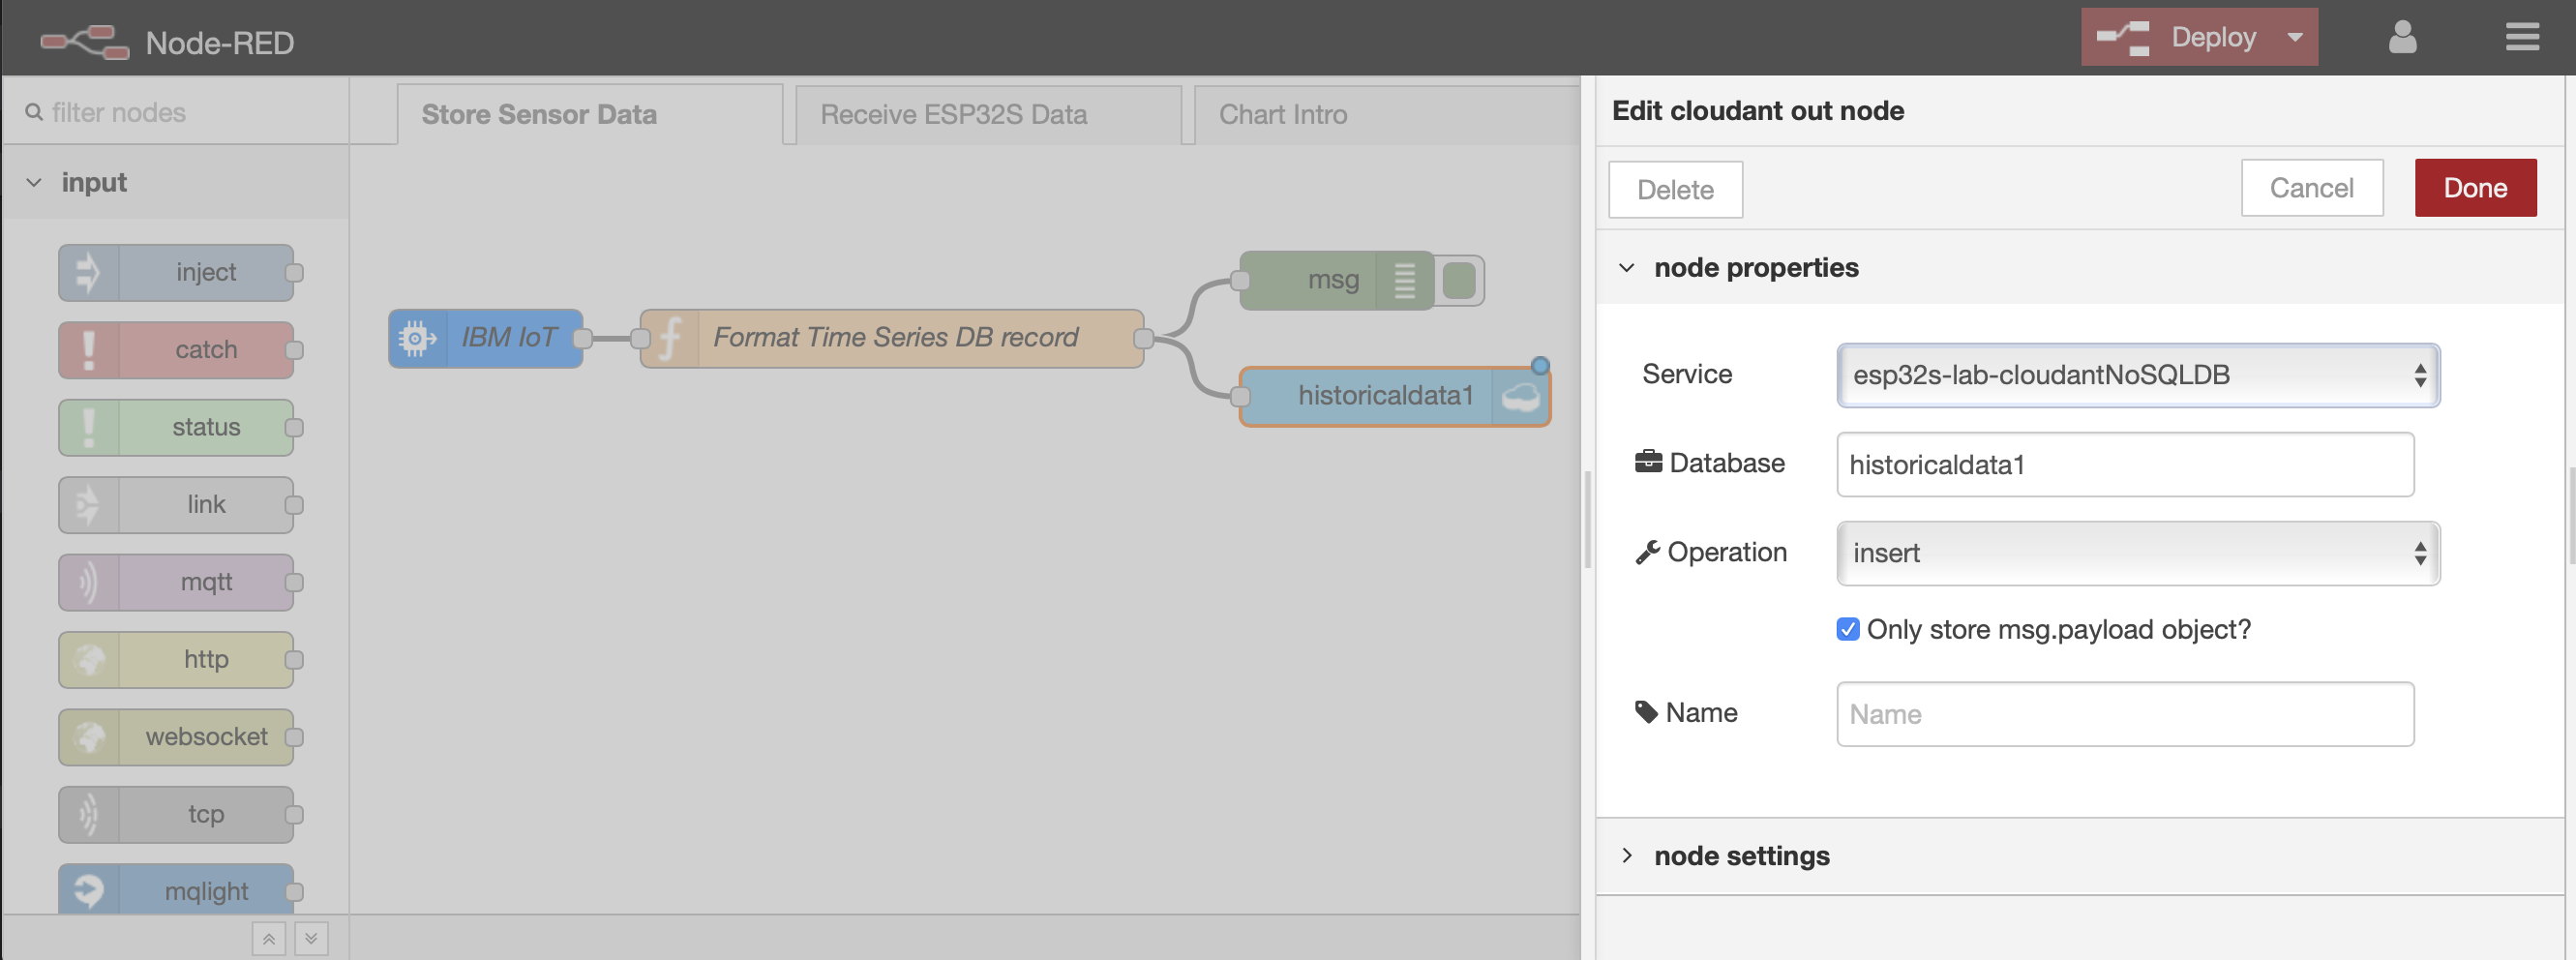 Node-RED
Deploy
filter nodes
Store Sensor Data
Receive ESP32S Data
Chart Intro
input
inject
catch
status
link
mqtt
http
websocket
tcp
mqlight
IBM IoT
Format Time Series DB record
msg
historicaldata1
Edit cloudant out node
Delete
Cancel
Done
node properties
Service
esp32s-lab-cloudantNoSQLDB
Database
historicaldata1
Operation
insert
Only store msg.payload object?
Name
Name
node settings